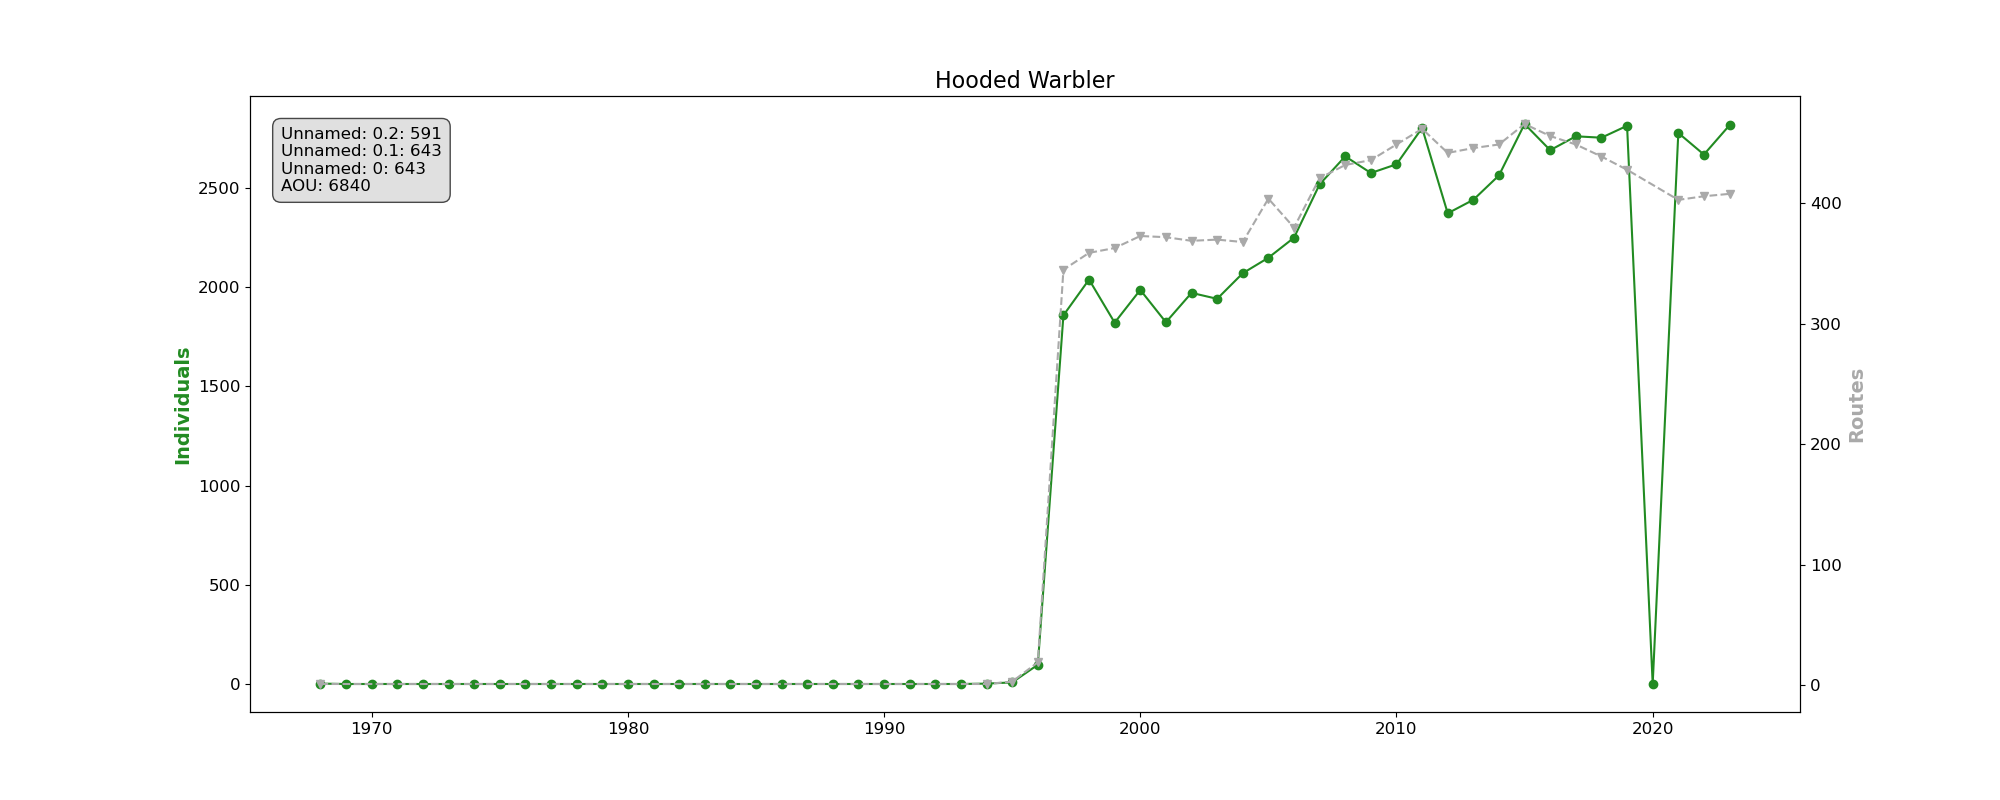 Hooded Warbler
Unnamed: 0.2: 591
Unnamed: 0.1: 643
Unnamed: 0: 643
AOU: 6840
Individuals
2500
2000
1500
1000
500
0
400
300
200
100
0
Routes
1970 1980 1990 2000 2010 2020